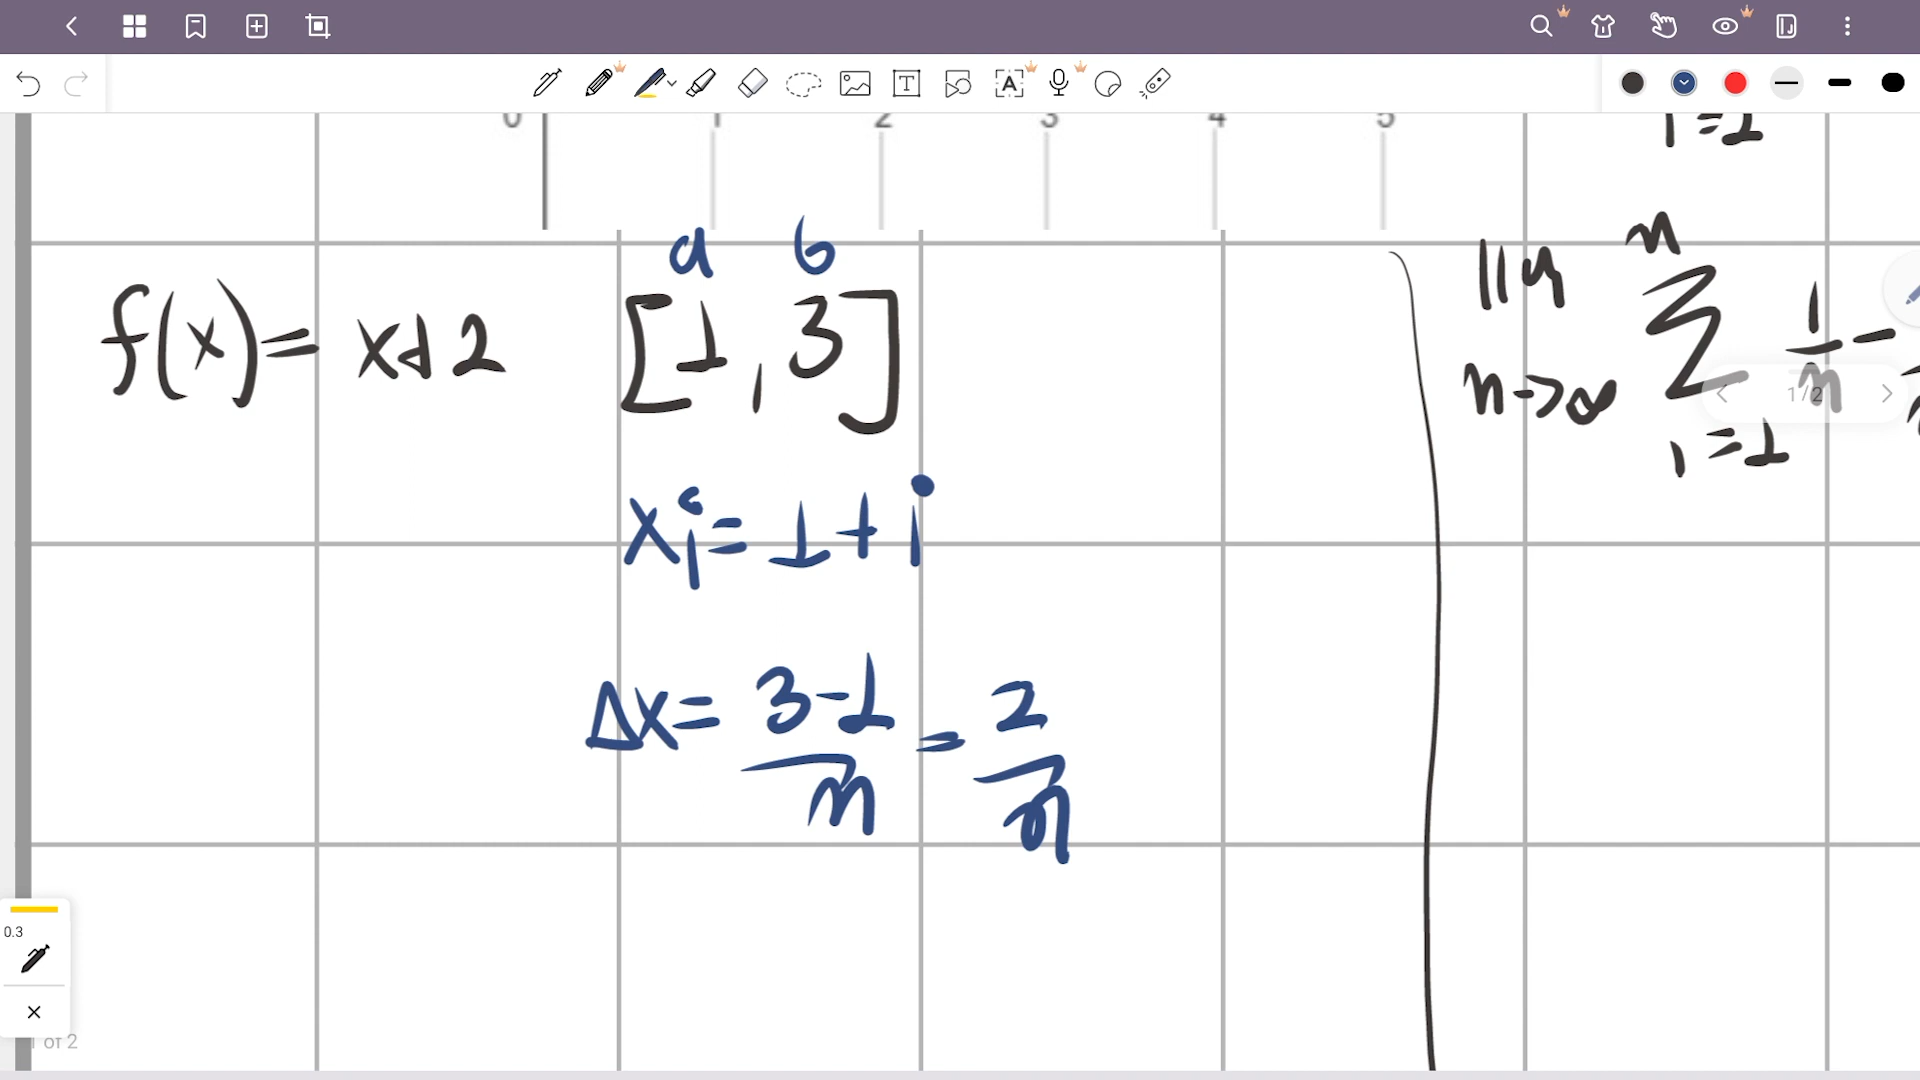 0 1 2 3 4 5
i=1
a b
f(x)= x+2 [1,3]
xi = 1 + i
Δx = 3-1/n = 2/n
lim n→∞ n Σ i=1 1/n -
1/2
0.3
1 of 2